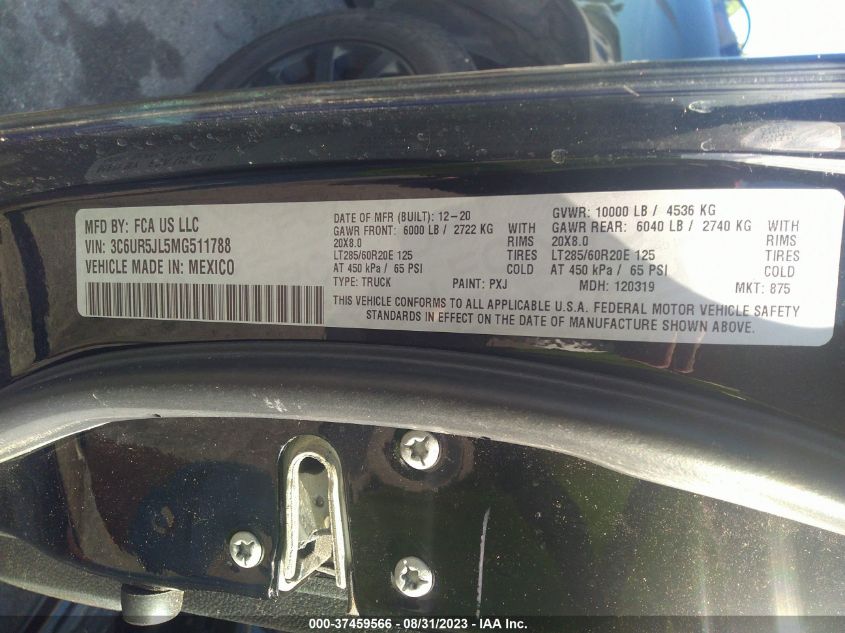 MFD BY: FCA US LLC
VIN: 3C6UR5JL5MG511788
VEHICLE MADE IN: MEXICO
DATE OF MFR (BUILT): 12-20
GAWR FRONT: 6000 LB / 2722 KG WITH
20X8.0 RIMS
LT285/60R20E 125 TIRES
AT 450 kPa / 65 PSI COLD
TYPE: TRUCK PAINT: PXJ
GVWR: 10000 LB / 4536 KG
GAWR REAR: 6040 LB / 2740 KG WITH
20X8.0 RIMS
LT285/60R20E 125 TIRES
AT 450 kPa / 65 PSI COLD
MDH: 120319 MKT: 875
THIS VEHICLE CONFORMS TO ALL APPLICABLE U.S.A. FEDERAL MOTOR VEHICLE SAFETY
STANDARDS IN EFFECT ON THE DATE OF MANUFACTURE SHOWN ABOVE.
000-37459566 - 08/31/2023 - IAA Inc.